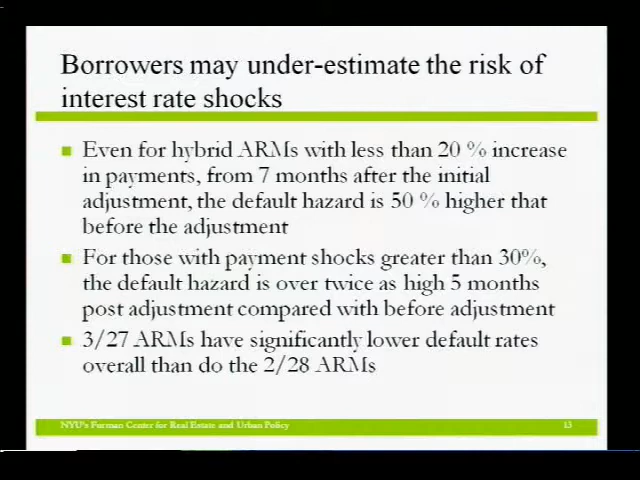 Borrowers may under-estimate the risk of
interest rate shocks
Even for hybrid ARMs with less than 20 % increase
in payments, from 7 months after the initial
adjustment, the default hazard is 50 % higher that
before the adjustment
For those with payment shocks greater than 30%,
the default hazard is over twice as high 5 months
post adjustment compared with before adjustment
3/27 ARMs have significantly lower default rates
overall than do the 2/28 ARMs
NYU's Furman Center for Real Estate and Urban Policy
13